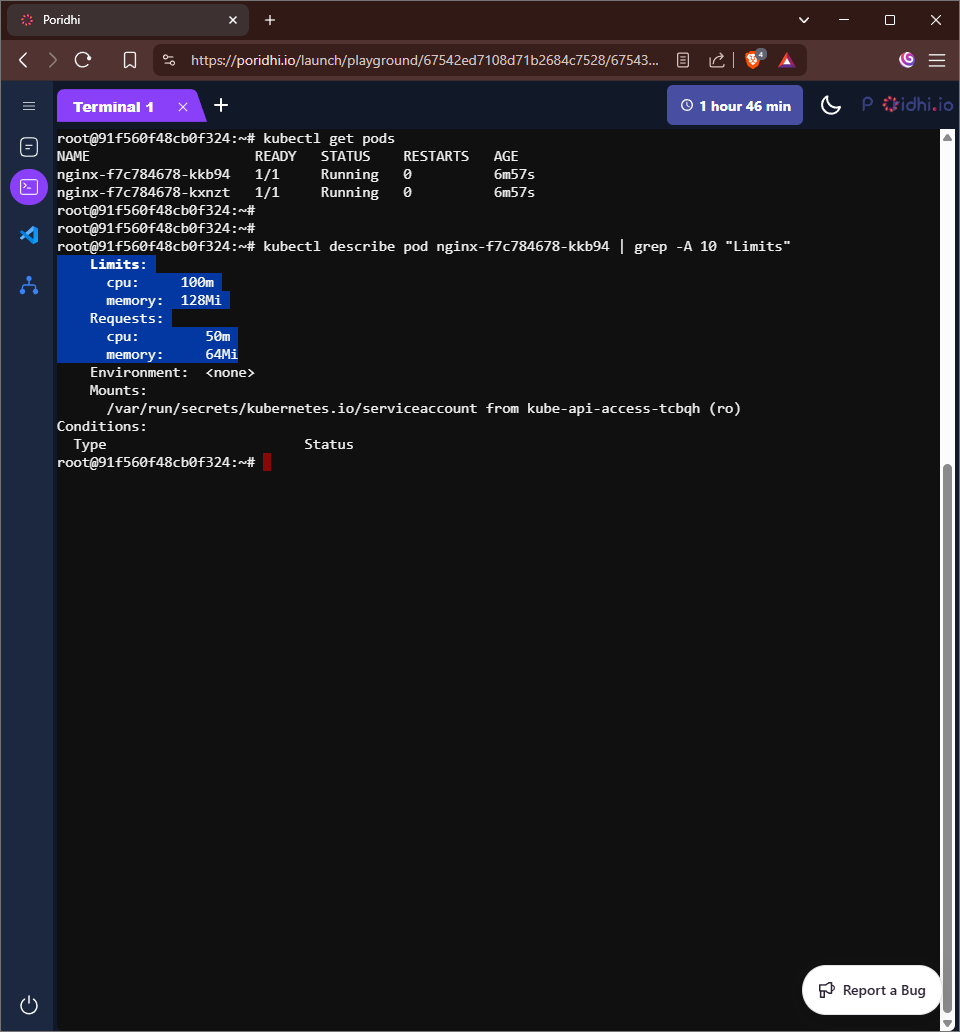 Poridhi
https://poridhi.io/launch/playground/67542ed7108d71b2684c7528/67543...
4
Terminal 1
1 hour 46 min
P ridhi.io
root@91f560f48cb0f324:~# kubectl get pods
NAME                    READY   STATUS    RESTARTS   AGE
nginx-f7c784678-kkb94   1/1     Running   0          6m57s
nginx-f7c784678-kxnzt   1/1     Running   0          6m57s
root@91f560f48cb0f324:~#
root@91f560f48cb0f324:~#
root@91f560f48cb0f324:~# kubectl describe pod nginx-f7c784678-kkb94 | grep -A 10 "Limits"
    Limits:
      cpu:     100m
      memory:  128Mi
    Requests:
      cpu:        50m
      memory:     64Mi
    Environment:  <none>
    Mounts:
      /var/run/secrets/kubernetes.io/serviceaccount from kube-api-access-tcbqh (ro)
Conditions:
  Type                        Status
root@91f560f48cb0f324:~#
Report a Bug